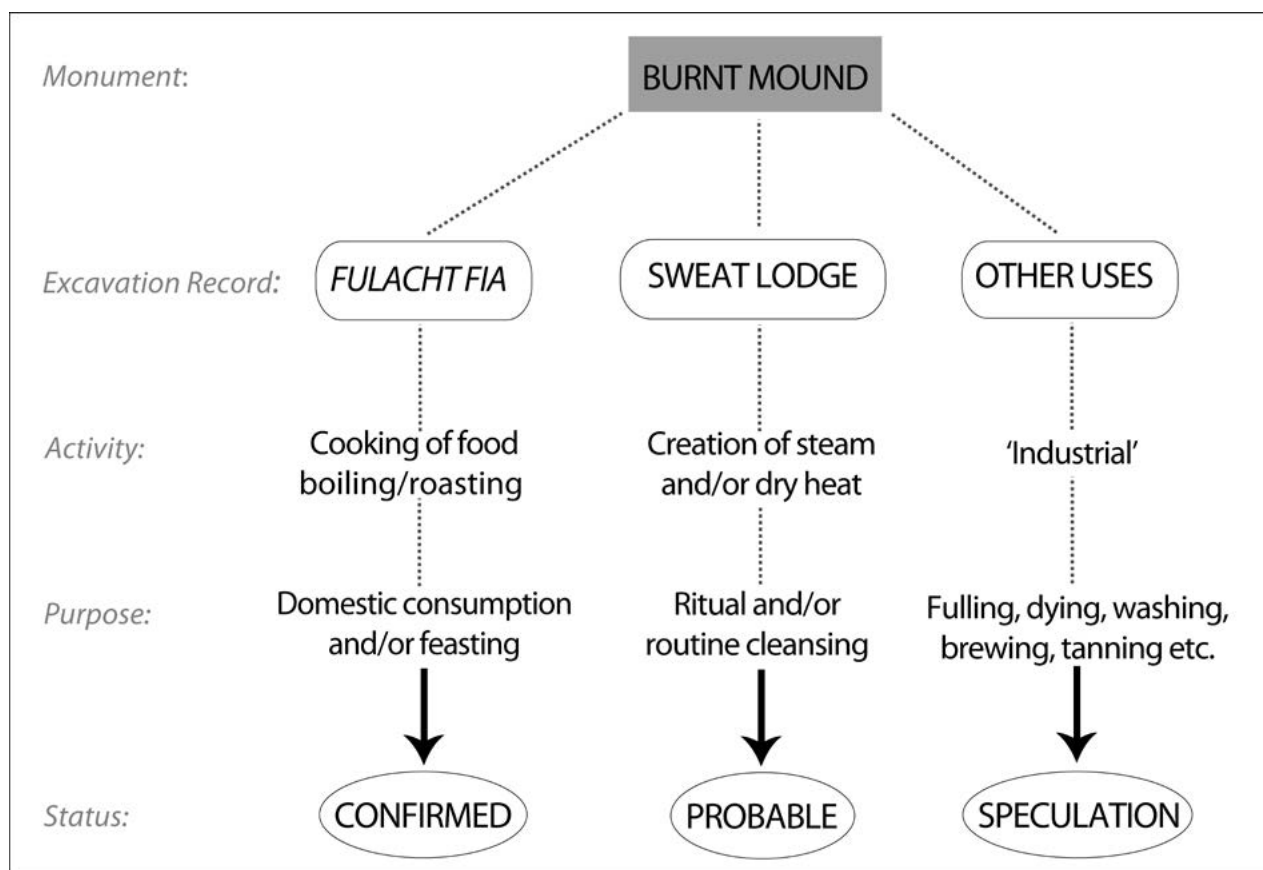 Monument:
BURNT MOUND
Excavation Record:
FULACHT FIA
SWEAT LODGE
OTHER USES
Activity:
Cooking of food
boiling/roasting
Creation of steam
and/or dry heat
‘Industrial’
Purpose:
Domestic consumption
and/or feasting
Ritual and/or
routine cleansing
Fulling, dying, washing,
brewing, tanning etc.
Status:
CONFIRMED
PROBABLE
SPECULATION